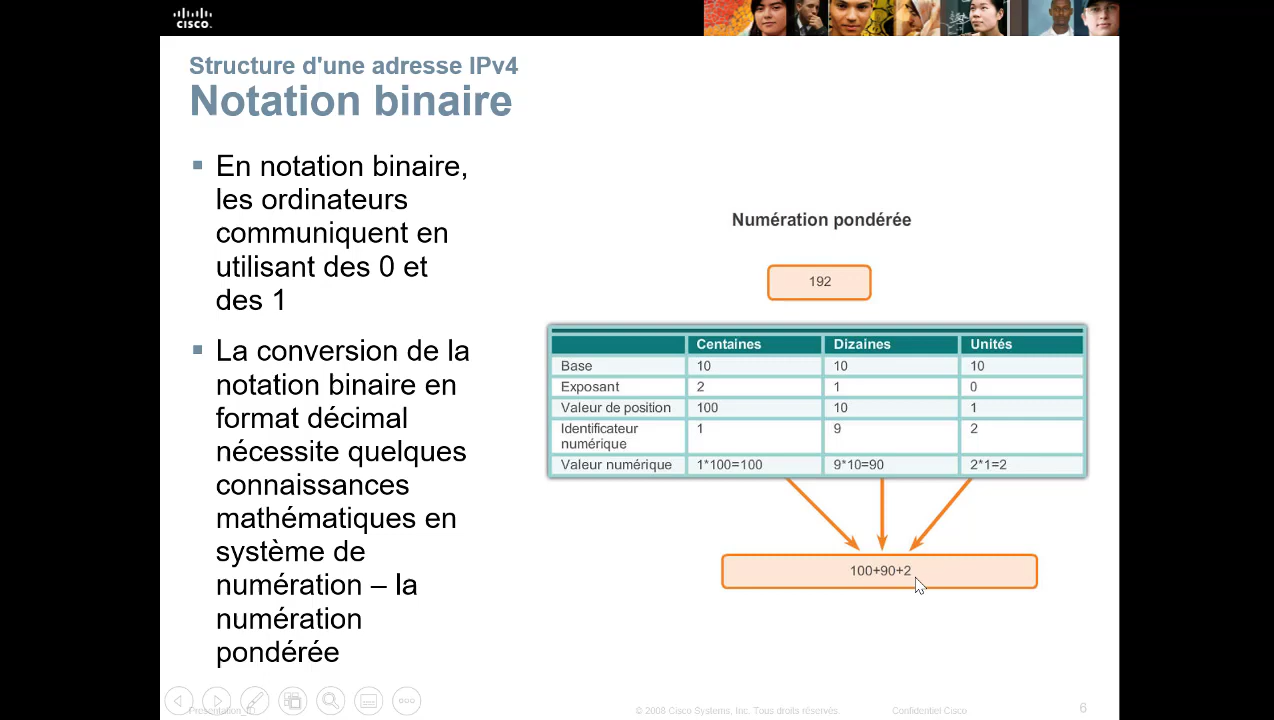 CISCO.
Structure d'une adresse IPv4
Notation binaire
En notation binaire,
les ordinateurs
communiquent en
utilisant des 0 et
des 1
La conversion de la
notation binaire en
format décimal
nécessite quelques
connaissances
mathématiques en
système de
numération – la
numération
pondérée
Numération pondérée
192
Centaines Dizaines Unités
Base 10 10 10
Exposant 2 1 0
Valeur de position 100 10 1
Identificateur
numérique 1 9 2
Valeur numérique 1*100=100 9*10=90 2*1=2
100+90+2
Presentation_ID
© 2008 Cisco Systems, Inc. Tous droits réservés.
Confidentiel Cisco
6